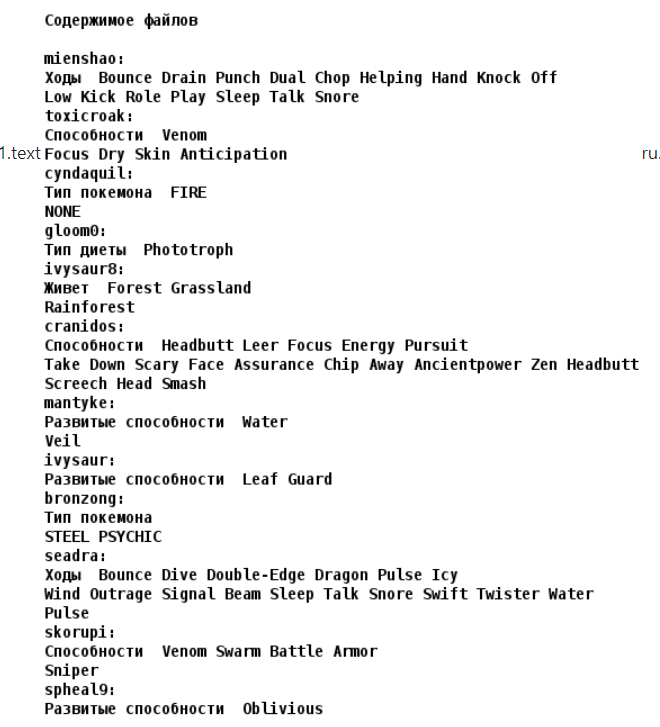 Содержимое файлов
mienshao:
Ходы Bounce Drain Punch Dual Chop Helping Hand Knock Off
Low Kick Role Play Sleep Talk Snore
toxicroak:
Способности Venom
1.text
Focus Dry Skin Anticipation
ru.
cyndaquil:
Тип покемона FIRE
NONE
gloom0:
Тип диеты Phototroph
ivysaur8:
Живет Forest Grassland
Rainforest
cranidos:
Способности Headbutt Leer Focus Energy Pursuit
Take Down Scary Face Assurance Chip Away Ancientpower Zen Headbutt
Screech Head Smash
mantyke:
Развитые способности Water
Veil
ivysaur:
Развитые способности Leaf Guard
bronzong:
Тип покемона
STEEL PSYCHIC
seadra:
Ходы Bounce Dive Double-Edge Dragon Pulse Icy
Wind Outrage Signal Beam Sleep Talk Snore Swift Twister Water
Pulse
skorupi:
Способности Venom Swarm Battle Armor
Sniper
spheal9:
Развитые способности Oblivious